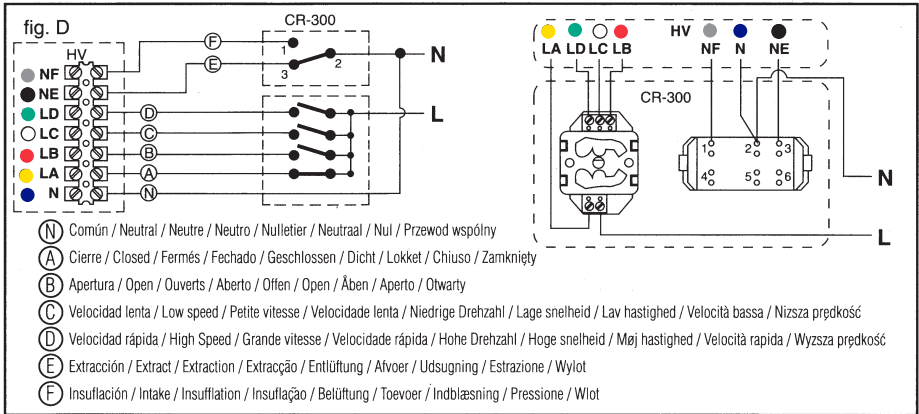 fig. D
CR-300
HV
NF
NE
LD
LC
LB
LA
N
F
E
D
C
B
A
N
1
2
3
N
L
LA LD LC LB HV NF N NE
CR-300
1 2 3
4 5 6
N
L
N Común / Neutral / Neutre / Neutro / Nulletier / Neutraal / Nul / Przewod wspólny
A Cierre / Closed / Fermés / Fechado / Geschlossen / Dicht / Lokket / Chiuso / Zamknięty
B Apertura / Open / Ouverts / Aberto / Offen / Open / Åben / Aperto / Otwarty
C Velocidad lenta / Low speed / Petite vitesse / Velocidade lenta / Niedrige Drehzahl / Lage snelheid / Lav hastighed / Velocità bassa / Nizsza prędkość
D Velocidad rápida / High Speed / Grande vitesse / Velocidade rápida / Hohe Drehzahl / Hoge snelheid / Møj hastighed / Velocità rapida / Wyzsza prędkość
E Extracción / Extract / Extraction / Extracção / Entlüftung / Afvoer / Udsugning / Estrazione / Wylot
F Insuflación / Intake / Insufflation / Insuflação / Belüftung / Toevoer / Indblæsning / Pressione / Wlot